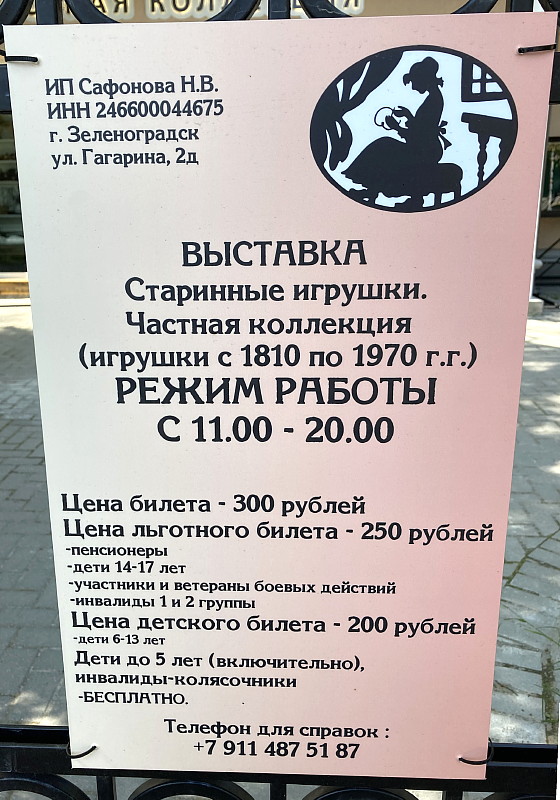 АЯ КОЛЛЕКЦИЯ
ИП Сафонова Н.В.
ИНН 246600044675
г. Зеленоградск
ул. Гагарина, 2д
ВЫСТАВКА
Старинные игрушки.
Частная коллекция
(игрушки с 1810 по 1970 г.г.)
РЕЖИМ РАБОТЫ
С 11.00 - 20.00
Цена билета - 300 рублей
Цена льготного билета - 250 рублей
-пенсионеры
-дети 14-17 лет
-участники и ветераны боевых действий
-инвалиды 1 и 2 группы
Цена детского билета - 200 рублей
-дети 6-13 лет
Дети до 5 лет (включительно),
инвалиды-колясочники
-БЕСПЛАТНО.
Телефон для справок :
+7 911 487 51 87